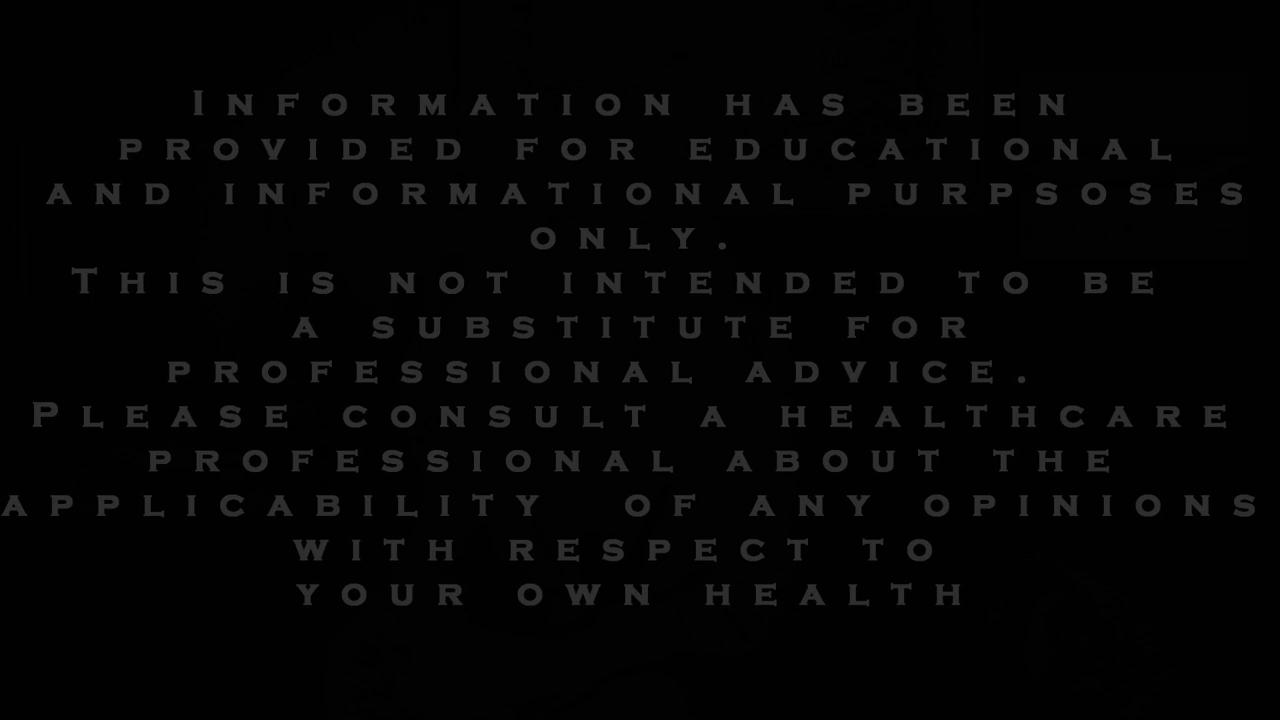 Information has been
provided for educational
and informational purpsoses
only.
This is not intended to be
a substitute for
professional advice.
Please consult a healthcare
professional about the
applicability of any opinions
with respect to
your own health